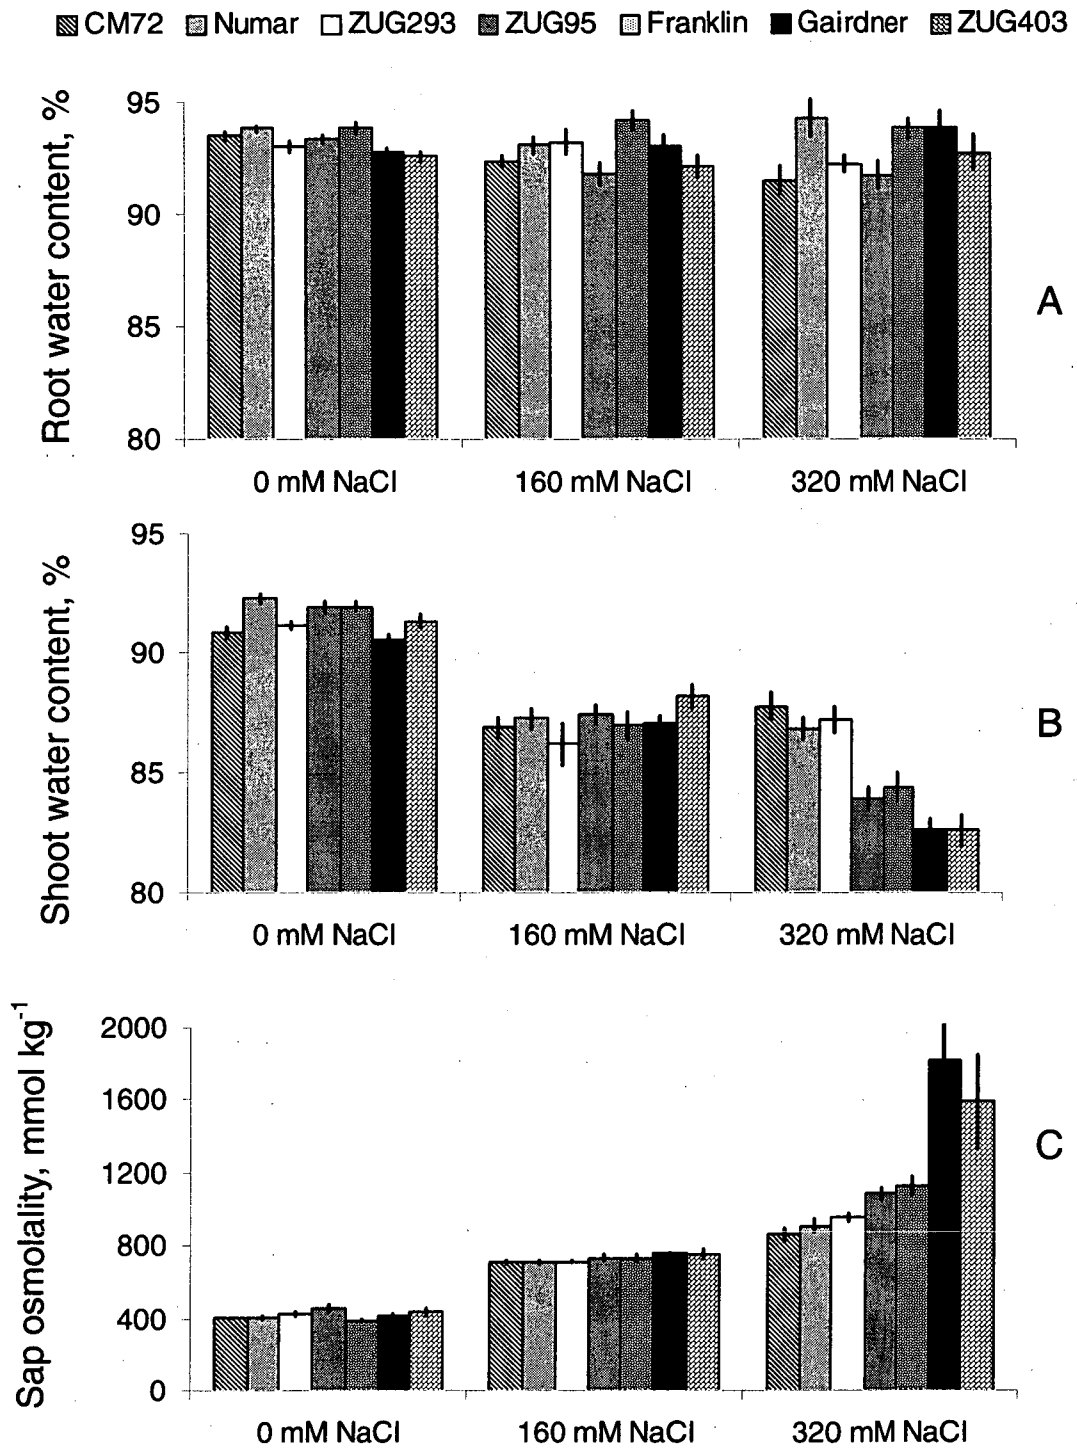 CM72 Numar ZUG293 ZUG95 Franklin Gairdner ZUG403
Root water content, %
95
90
85
80
0 mM NaCl 160 mM NaCl 320 mM NaCl
A
Shoot water content, %
95
90
85
80
0 mM NaCl 160 mM NaCl 320 mM NaCl
B
Sap osmolality, mmol kg⁻¹
2000
1600
1200
800
400
0
0 mM NaCl 160 mM NaCl 320 mM NaCl
C